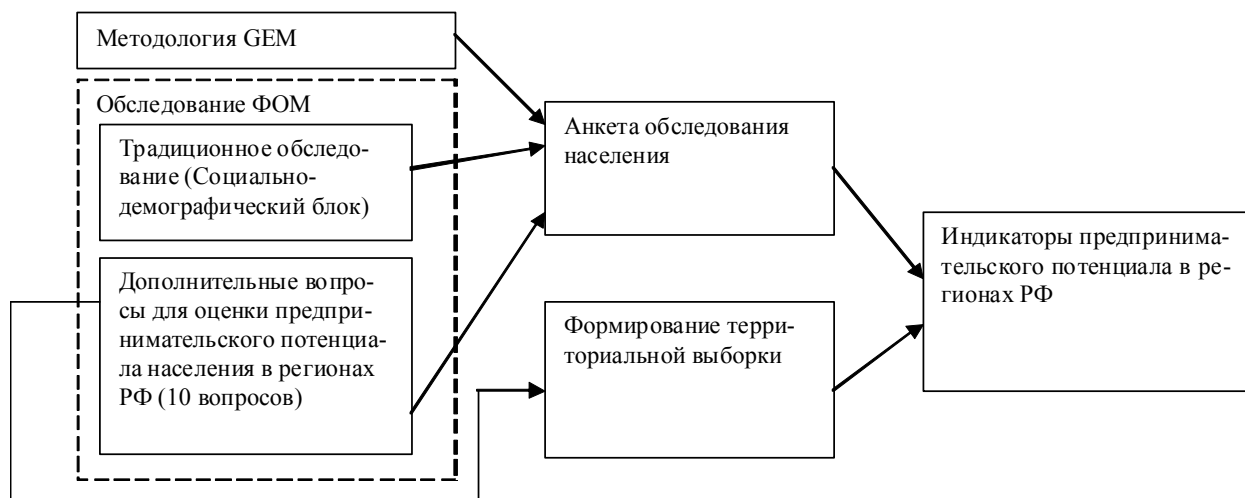 Методология GEM
Обследование ФОМ
Традиционное обследо-
вание (Социально-
демографический блок)
Дополнительные вопро-
сы для оценки предпри-
нимательского потенциа-
ла населения в регионах
РФ (10 вопросов)
Анкета обследования
населения
Формирование терри-
ториальной выборки
Индикаторы предпринима-
тельского потенциала в ре-
гионах РФ